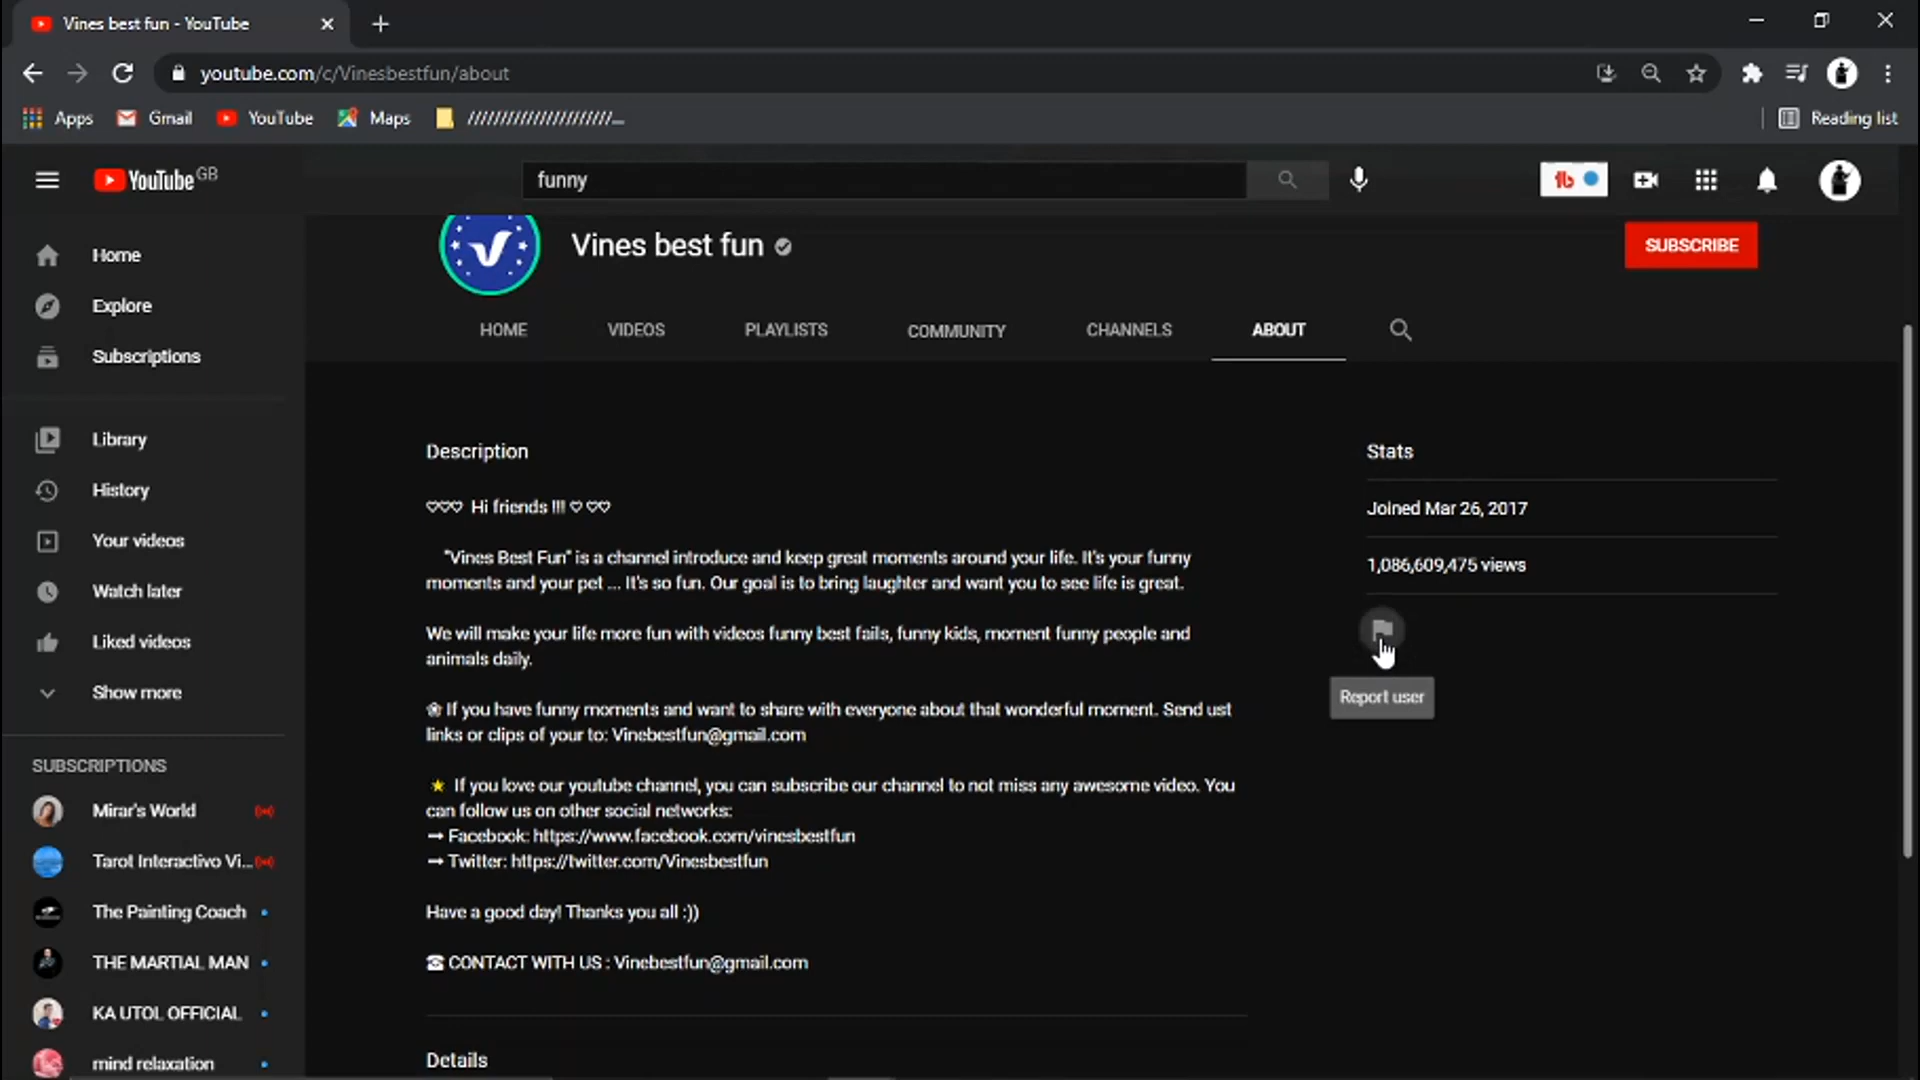 Vines best fun - YouTube
youtube.com/c/Vinesbestfun/about
Apps Gmail YouTube Maps //////////////////////...
Reading list
YouTube GB
funny
Vines best fun
SUBSCRIBE
HOME VIDEOS PLAYLISTS COMMUNITY CHANNELS ABOUT
Home
Explore
Subscriptions
Library
History
Your videos
Watch later
Liked videos
Show more
SUBSCRIPTIONS
Mirar's World
Tarot Interactivo Vi...
The Painting Coach
THE MARTIAL MAN
KA UTOL OFFICIAL
mind relaxation
Description
♡♡♡ Hi friends !!! ♡ ♡♡
"Vines Best Fun" is a channel introduce and keep great moments around your life. It's your funny
moments and your pet ... It's so fun. Our goal is to bring laughter and want you to see life is great.
We will make your life more fun with videos funny best fails, funny kids, moment funny people and
animals daily.
❀ If you have funny moments and want to share with everyone about that wonderful moment. Send ust
links or clips of your to: Vinebestfun@gmail.com
★ If you love our youtube channel, you can subscribe our channel to not miss any awesome video. You
can follow us on other social networks:
→ Facebook: https://www.facebook.com/vinesbestfun
→ Twitter: https://twitter.com/Vinesbestfun
Have a good day! Thanks you all :))
☎ CONTACT WITH US : Vinebestfun@gmail.com
Details
Stats
Joined Mar 26, 2017
1,086,609,475 views
Report user